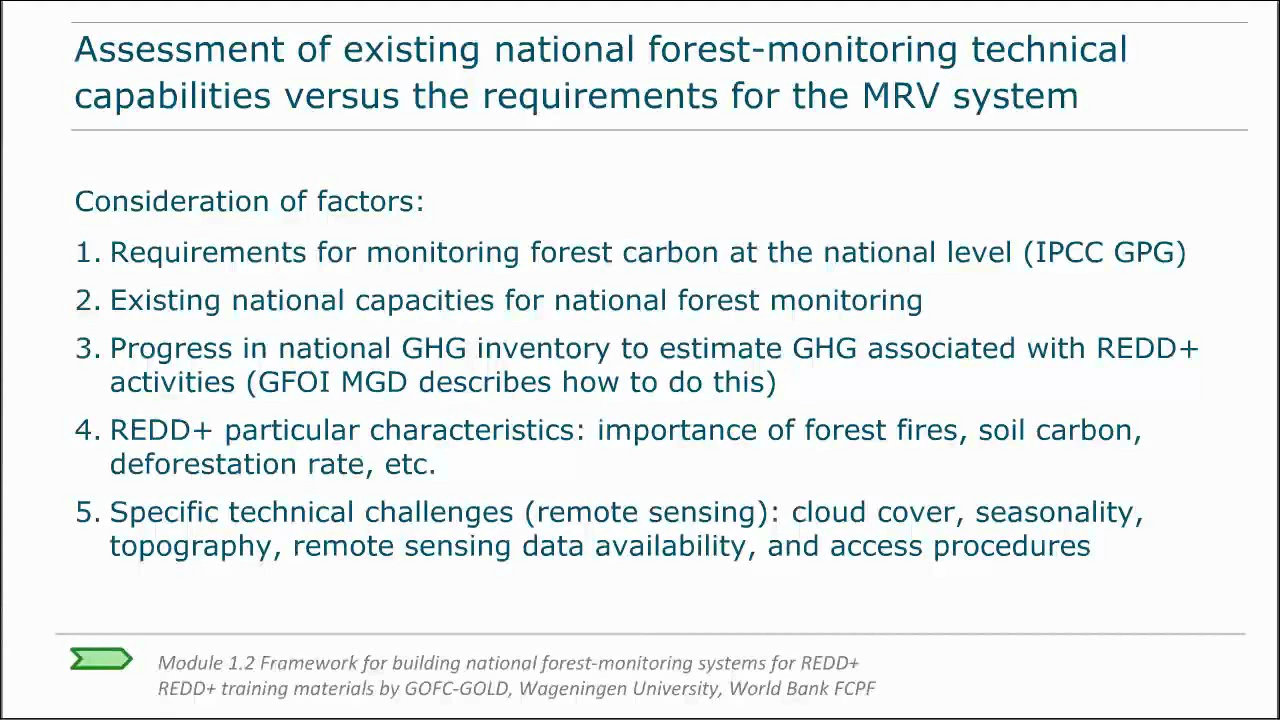 Assessment of existing national forest-monitoring technical
capabilities versus the requirements for the MRV system
Consideration of factors:
1. Requirements for monitoring forest carbon at the national level (IPCC GPG)
2. Existing national capacities for national forest monitoring
3. Progress in national GHG inventory to estimate GHG associated with REDD+
activities (GFOI MGD describes how to do this)
4. REDD+ particular characteristics: importance of forest fires, soil carbon,
deforestation rate, etc.
5. Specific technical challenges (remote sensing): cloud cover, seasonality,
topography, remote sensing data availability, and access procedures
Module 1.2 Framework for building national forest-monitoring systems for REDD+
REDD+ training materials by GOFC-GOLD, Wageningen University, World Bank FCPF